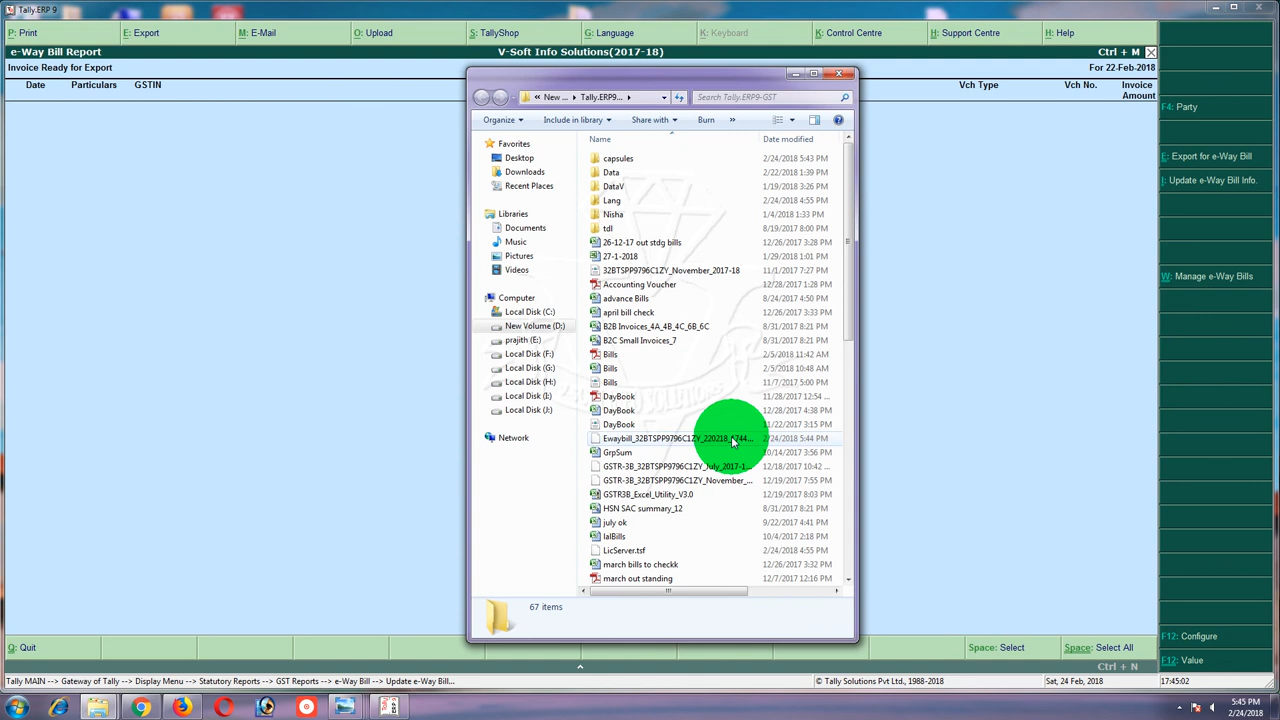 Tally.ERP 9
P: Print
E: Export
M: E-Mail
O: Upload
S: TallyShop
G: Language
K: Keyboard
K: Control Centre
H: Support Centre
H: Help
e-Way Bill Report
V-Soft Info Solutions(2017-18)
Ctrl + M
Invoice Ready for Export
For 22-Feb-2018
Date Particulars GSTIN
Vch Type Vch No. Invoice
Amount
F4: Party
E: Export for e-Way Bill
I: Update e-Way Bill Info.
W: Manage e-Way Bills
F12: Configure
F12: Value
« New ... ▸ Tally.ERP9... ▸
Search Tally.ERP9-GST
Organize
Include in library
Share with
Burn
»
Favorites
Desktop
Downloads
Recent Places
Libraries
Documents
Music
Pictures
Videos
Computer
Local Disk (C:)
New Volume (D:)
prajith (E:)
Local Disk (F:)
Local Disk (G:)
Local Disk (H:)
Local Disk (I:)
Local Disk (J:)
Network
Name Date modified
capsules 2/24/2018 5:43 PM
Data 2/22/2018 1:39 PM
DataV 1/19/2018 3:26 PM
Lang 2/24/2018 4:55 PM
Nisha 1/4/2018 1:33 PM
tdl 8/19/2017 8:00 PM
26-12-17 out stdg bills 12/26/2017 3:28 PM
27-1-2018 1/29/2018 1:01 PM
32BTSPP9796C1ZY_November_2017-18 11/1/2017 7:27 PM
Accounting Voucher 12/28/2017 1:28 PM
advance Bills 8/24/2017 4:50 PM
april bill check 12/26/2017 3:33 PM
B2B Invoices_4A_4B_4C_6B_6C 8/31/2017 8:21 PM
B2C Small Invoices_7 8/31/2017 8:21 PM
Bills 2/5/2018 11:42 AM
Bills 2/5/2018 10:48 AM
Bills 11/7/2017 5:00 PM
DayBook 11/28/2017 12:54 ...
DayBook 12/28/2017 4:38 PM
DayBook 11/22/2017 3:15 PM
Ewaybill_32BTSPP9796C1ZY_220218_1744... 2/24/2018 5:44 PM
GrpSum 10/14/2017 3:56 PM
GSTR-3B_32BTSPP9796C1ZY_July_2017-1... 12/18/2017 10:42 ...
GSTR-3B_32BTSPP9796C1ZY_November_... 12/19/2017 7:55 PM
GSTR3B_Excel_Utility_V3.0 12/19/2017 8:03 PM
HSN SAC summary_12 8/31/2017 8:21 PM
july ok 9/22/2017 4:41 PM
lalBills 10/4/2017 2:18 PM
LicServer.tsf 2/24/2018 4:55 PM
march bills to checkk 12/26/2017 3:32 PM
march out standing 12/7/2017 12:16 PM
67 items
Q: Quit
Space: Select
Space: Select All
Ctrl + N
Tally MAIN --> Gateway of Tally --> Display Menu --> Statutory Reports --> GST Reports --> e-Way Bill --> Update e-Way Bill...
© Tally Solutions Pvt Ltd., 1988-2018
Sat, 24 Feb, 2018
17:45:02
5:45 PM
2/24/2018